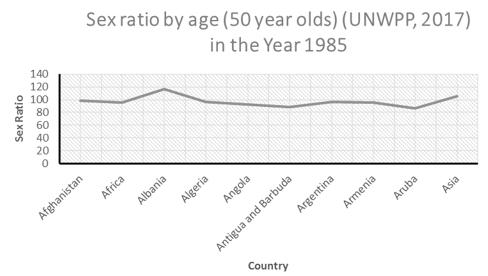 Sex ratio by age (50 year olds) (UNWPP, 2017)
in the Year 1985
140
120
100
80
60
40
20
0
Sex Ratio
Afghanistan
Africa
Albania
Algeria
Angola
Antigua and Barbuda
Argentina
Armenia
Aruba
Asia
Country